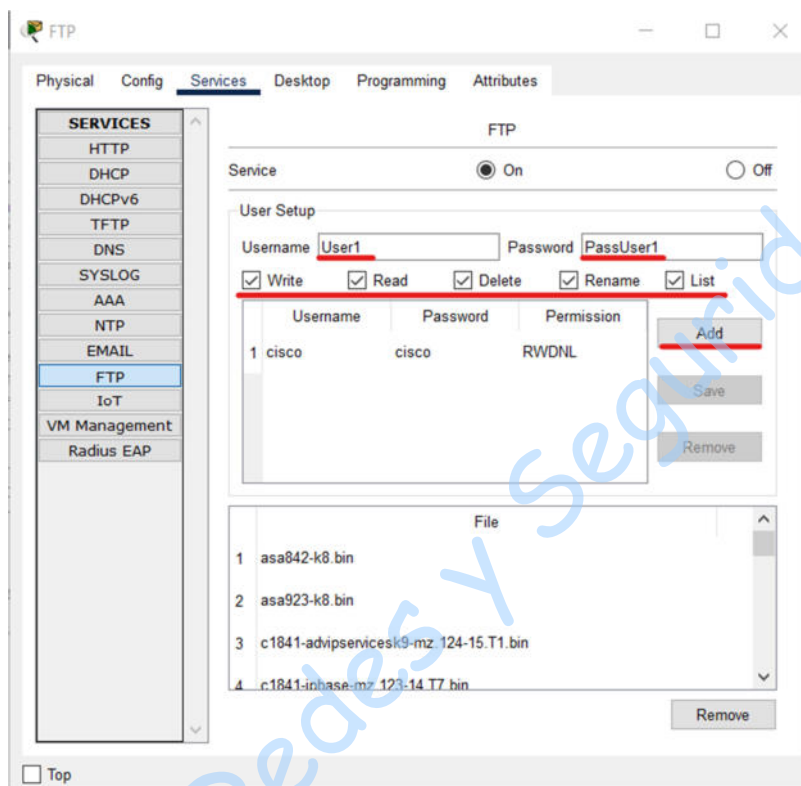 FTP
Physical Config Services Desktop Programming Attributes
SERVICES
HTTP
DHCP
DHCPv6
TFTP
DNS
SYSLOG
AAA
NTP
EMAIL
FTP
IoT
VM Management
Radius EAP
FTP
Service On Off
User Setup
Username User1 Password PassUser1
Write Read Delete Rename List
Username Password Permission
1 cisco cisco RWDNL
Add
Save
Remove
File
1 asa842-k8.bin
2 asa923-k8.bin
3 c1841-advipservicesk9-mz.124-15.T1.bin
4 c1841-ipbase-mz.123-14.T7.bin
Remove
Top
Redes y Segurid